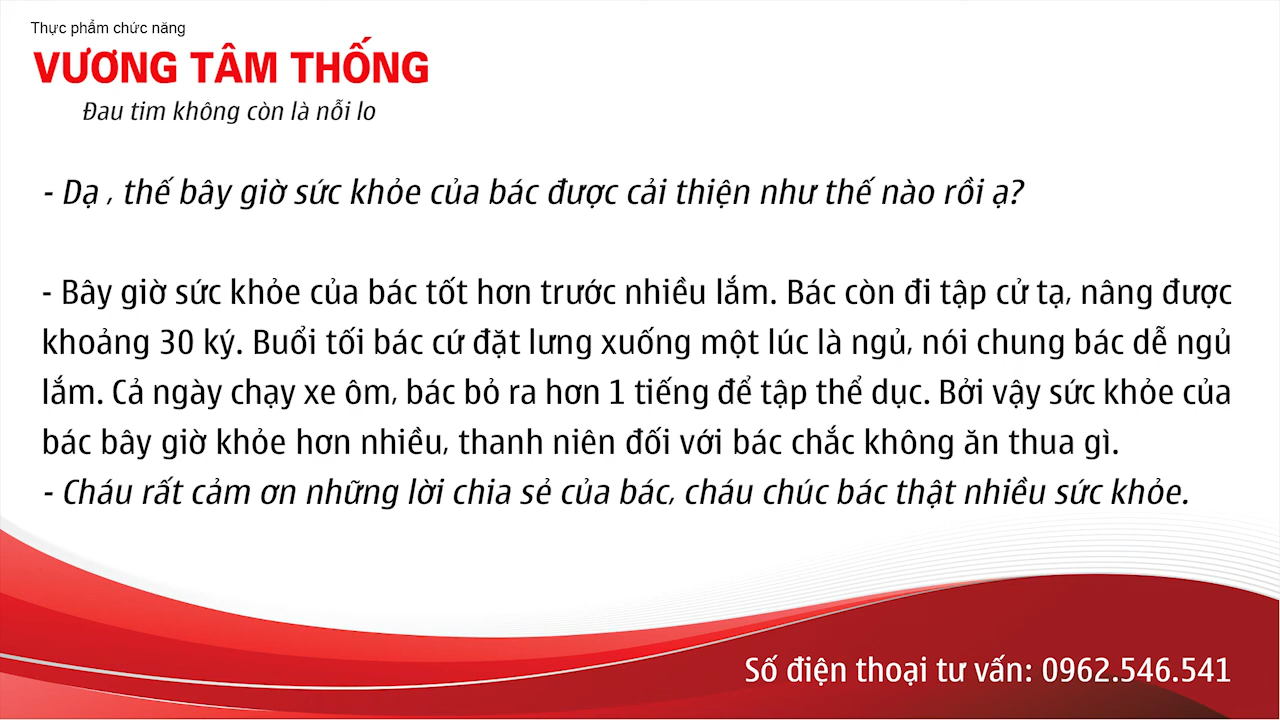 Thực phẩm chức năng
VƯƠNG TÂM THỐNG
Đau tim không còn là nỗi lo
- Dạ , thế bây giờ sức khỏe của bác được cải thiện như thế nào rồi ạ?
- Bây giờ sức khỏe của bác tốt hơn trước nhiều lắm. Bác còn đi tập cử tạ, nâng được
khoảng 30 ký. Buổi tối bác cứ đặt lưng xuống một lúc là ngủ, nói chung bác dễ ngủ
lắm. Cả ngày chạy xe ôm, bác bỏ ra hơn 1 tiếng để tập thể dục. Bởi vậy sức khỏe của
bác bây giờ khỏe hơn nhiều, thanh niên đối với bác chắc không ăn thua gì.
- Cháu rất cảm ơn những lời chia sẻ của bác, cháu chúc bác thật nhiều sức khỏe.
Số điện thoại tư vấn: 0962.546.541